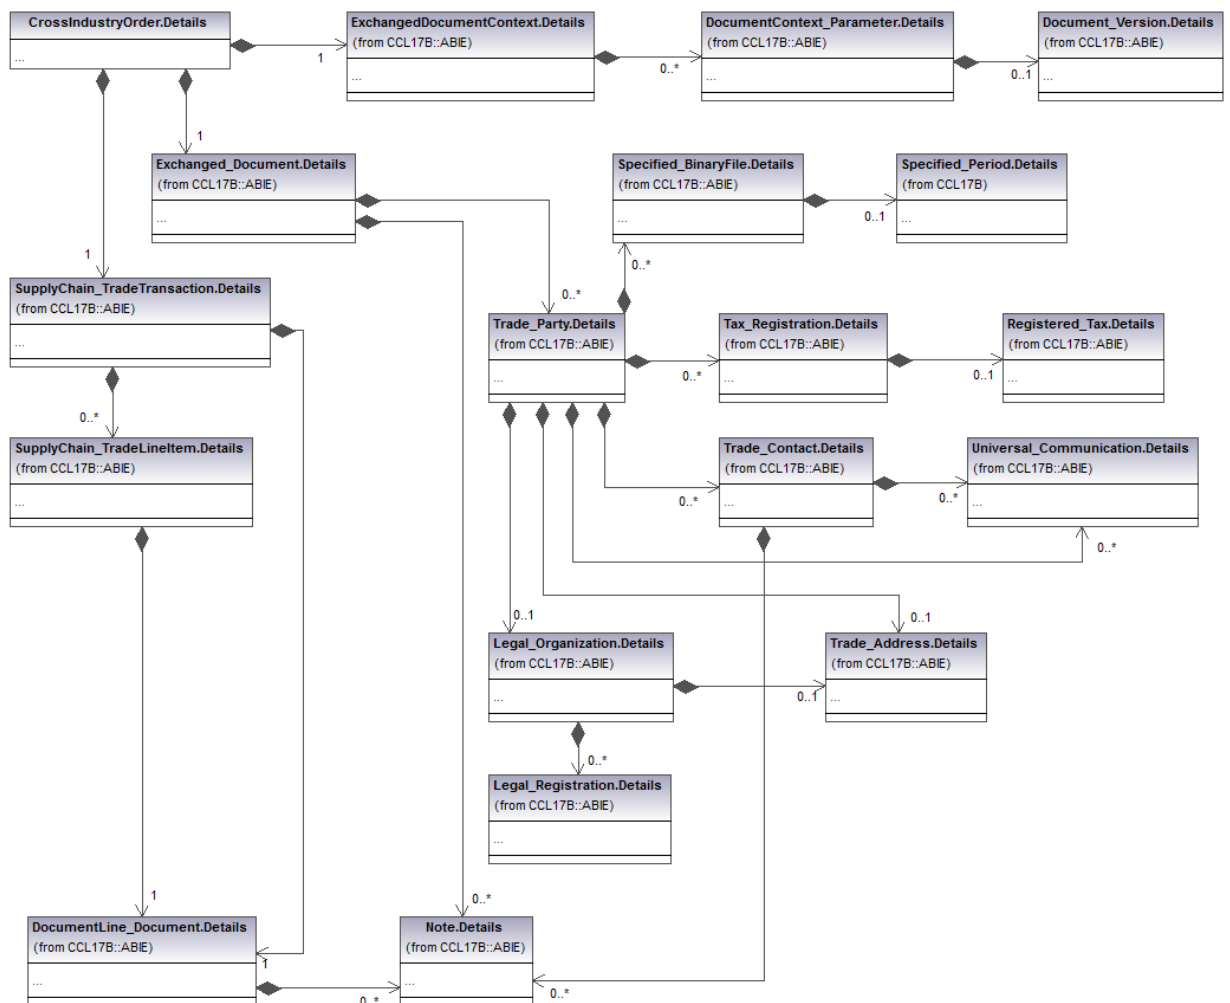 CrossIndustryOrder.Details
...
ExchangedDocumentContext.Details
(from CCL17B::ABIE)
...
DocumentContext_Parameter.Details
(from CCL17B::ABIE)
...
Document_Version.Details
(from CCL17B::ABIE)
...
1
0..*
0..1
1
Exchanged_Document.Details
(from CCL17B::ABIE)
...
Specified_BinaryFile.Details
(from CCL17B::ABIE)
...
Specified_Period.Details
(from CCL17B)
...
0..1
1
0..*
SupplyChain_TradeTransaction.Details
(from CCL17B::ABIE)
...
0..*
Trade_Party.Details
(from CCL17B::ABIE)
...
Tax_Registration.Details
(from CCL17B::ABIE)
...
Registered_Tax.Details
(from CCL17B::ABIE)
...
0..*
0..1
0..*
SupplyChain_TradeLineItem.Details
(from CCL17B::ABIE)
...
Trade_Contact.Details
(from CCL17B::ABIE)
...
Universal_Communication.Details
(from CCL17B::ABIE)
...
0..*
0..*
0..*
0..1
0..1
Legal_Organization.Details
(from CCL17B::ABIE)
...
Trade_Address.Details
(from CCL17B::ABIE)
...
0..1
0..*
Legal_Registration.Details
(from CCL17B::ABIE)
...
1
0..*
DocumentLine_Document.Details
(from CCL17B::ABIE)
...
1
Note.Details
(from CCL17B::ABIE)
...
0..*
0..*